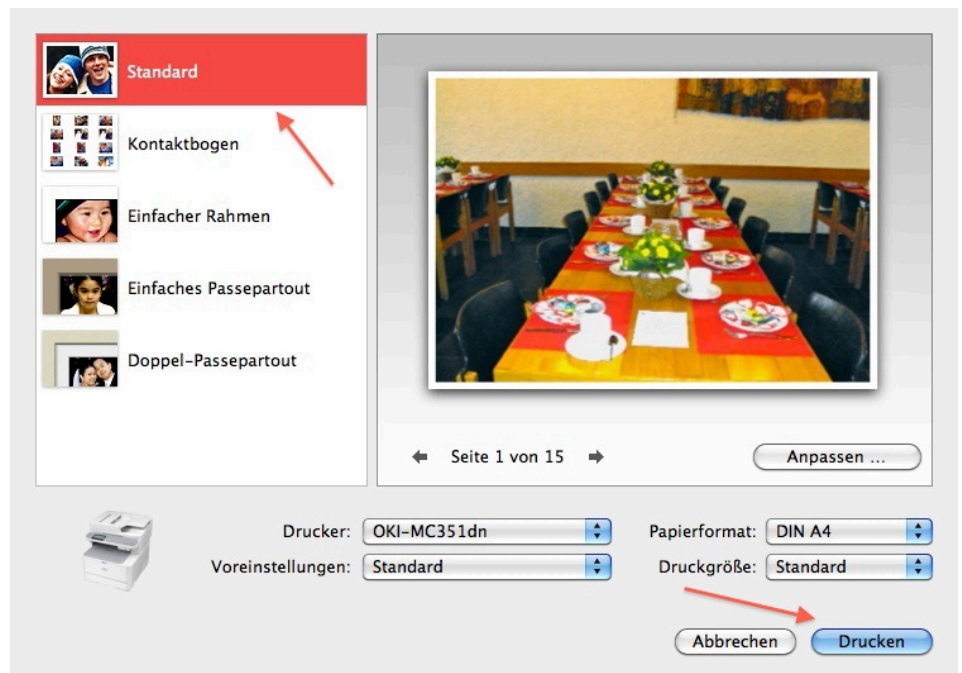 Standard
Kontaktbogen
Einfacher Rahmen
Einfaches Passepartout
Doppel-Passepartout
Seite 1 von 15
Anpassen ...
Drucker: OKI-MC351dn
Papierformat: DIN A4
Voreinstellungen: Standard
Druckgröße: Standard
Abbrechen
Drucken